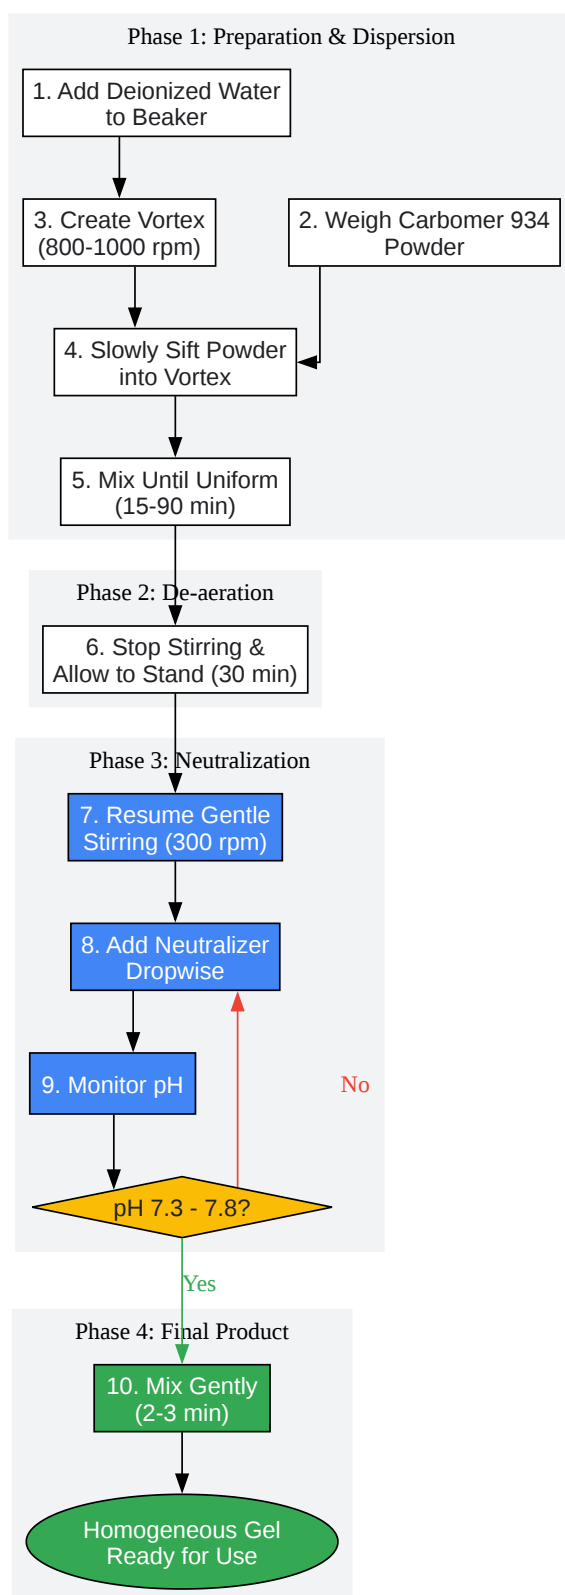 Phase 1: Preparation & Dispersion
1. Add Deionized Water
to Beaker
3. Create Vortex
(800-1000 rpm)
2. Weigh Carbomer 934
Powder
4. Slowly Sift Powder
into Vortex
5. Mix Until Uniform
(15-90 min)
Phase 2: De-aeration
6. Stop Stirring &
Allow to Stand (30 min)
Phase 3: Neutralization
7. Resume Gentle
Stirring (300 rpm)
8. Add Neutralizer
Dropwise
9. Monitor pH
No
pH 7.3 - 7.8?
Yes
Phase 4: Final Product
10. Mix Gently
(2-3 min)
Homogeneous Gel
Ready for Use